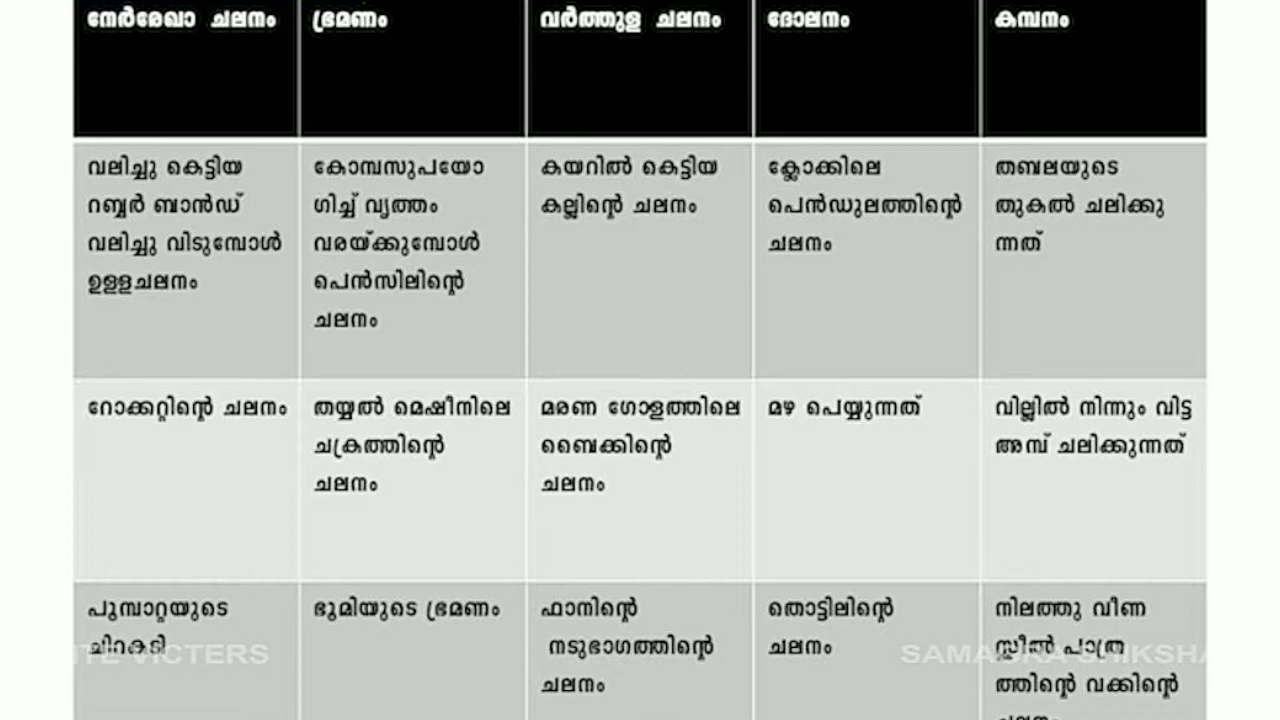 നേർരേഖാ ചലനം
ഭ്രമണം
വർത്തുള ചലനം
ദോലനം
കമ്പനം
വലിച്ചു കെട്ടിയ
റബ്ബർ ബാൻഡ്
വലിച്ചു വിടുമ്പോൾ
ഉള്ളചലനം
കോമ്പസുപയോ
ഗിച്ച് വൃത്തം
വരയ്ക്കുമ്പോൾ
പെൻസിലിന്റെ
ചലനം
കയറിൽ കെട്ടിയ
കല്ലിന്റെ ചലനം
ക്ലോക്കിലെ
പെൻഡുലത്തിന്റെ
ചലനം
തബലയുടെ
തുകൽ ചലിക്കു
ന്നത്
റോക്കറ്റിന്റെ ചലനം
തയ്യൽ മെഷീനിലെ
ചക്രത്തിന്റെ
ചലനം
മരണ ഗോളത്തിലെ
ബൈക്കിന്റെ
ചലനം
മഴ പെയ്യുന്നത്
വില്ലിൽ നിന്നും വിട്ട
അമ്പ് ചലിക്കുന്നത്
പൂമ്പാറ്റയുടെ
ചിറകടി
ഭൂമിയുടെ ഭ്രമണം
ഫാനിന്റെ
നടുഭാഗത്തിന്റെ
ചലനം
തൊട്ടിലിന്റെ
ചലനം
നിലത്തു വീണ
സ്റ്റീൽ പാത്ര
ത്തിന്റെ വക്കിന്റെ
ചലനം
VICTERS
SAMAGRA SHIKSHA